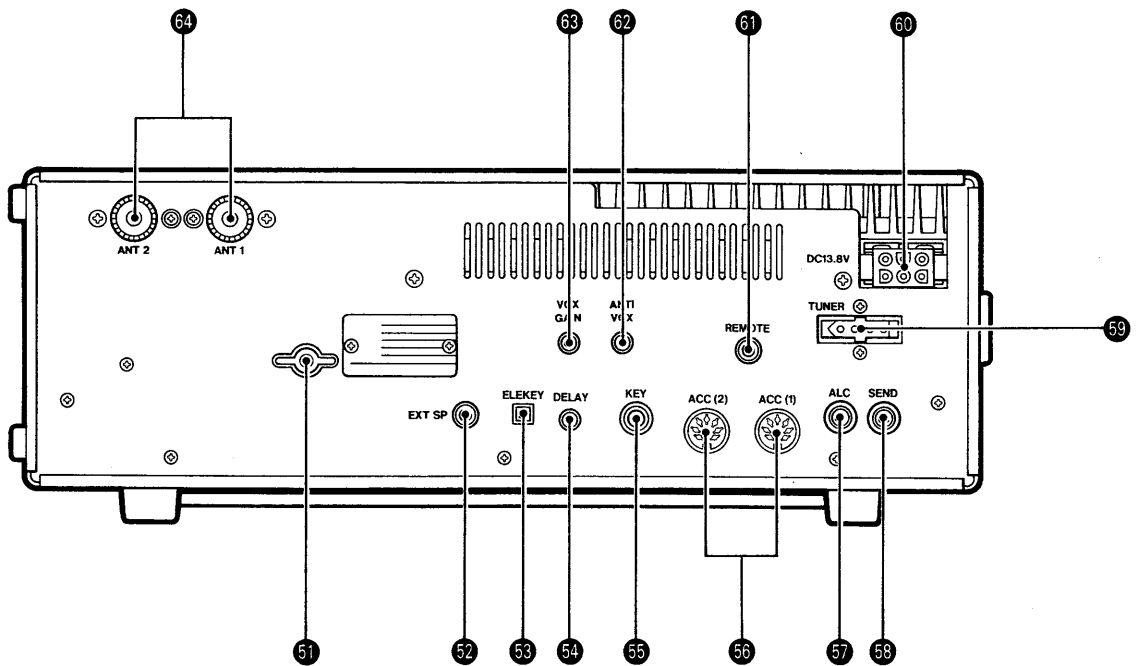 64 63 62 61 60
ANT 2 ANT 1
DC13.8V
VOX GAIN
ANTI VOX
TUNER
REMOTE
59
EXT SP
ELEKEY
DELAY
KEY
ACC (2)
ACC (1)
ALC
SEND
51 52 53 54 55 56 57 58